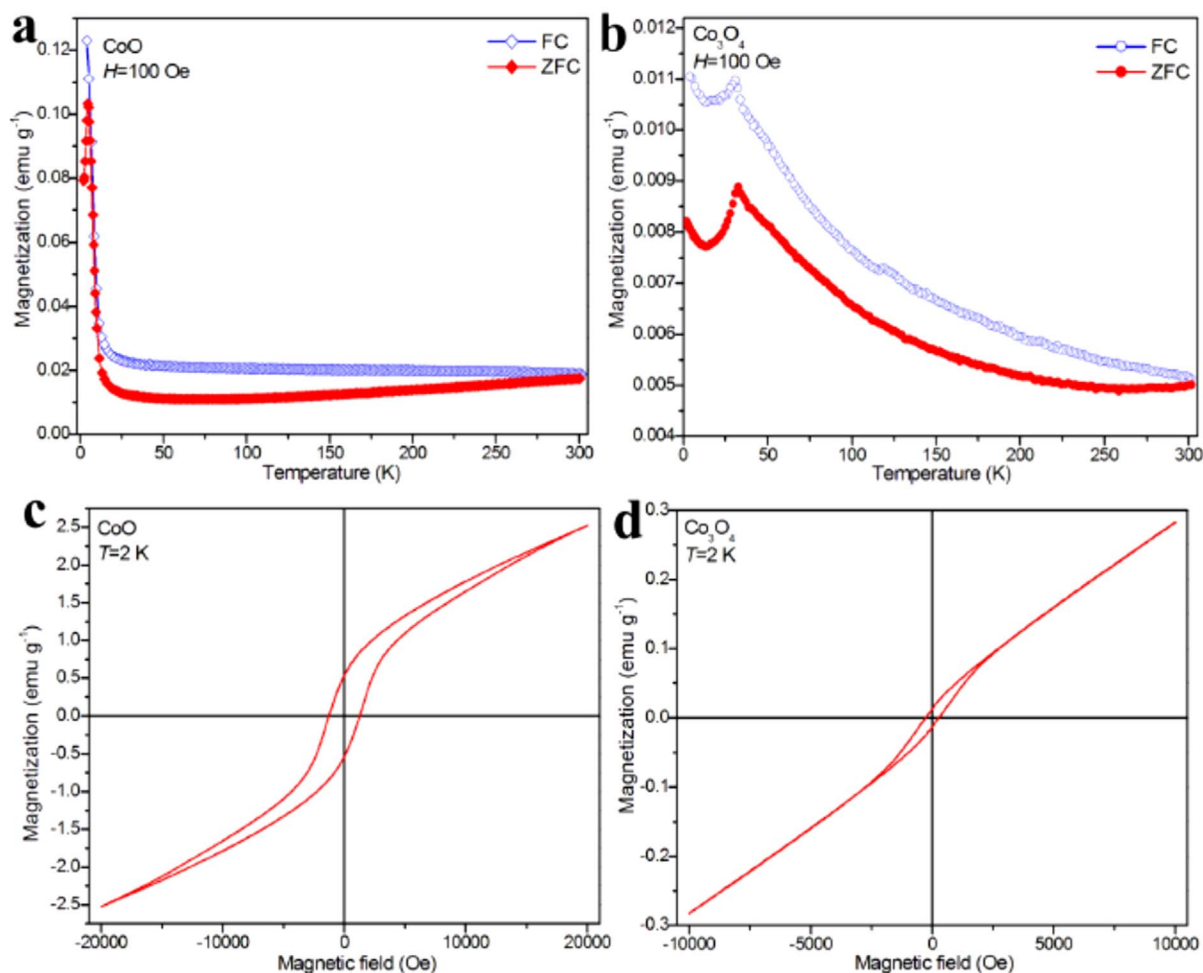 a
CoO
H=100 Oe
FC
ZFC
Magnetization (emu g⁻¹)
0.12
0.10
0.08
0.06
0.04
0.02
0.00
0 50 100 150 200 250 300
Temperature (K)
b
Co₃O₄
H=100 Oe
FC
ZFC
Magnetization (emu g⁻¹)
0.012
0.011
0.010
0.009
0.008
0.007
0.006
0.005
0.004
0 50 100 150 200 250 300
Temperature (K)
c
CoO
T=2 K
Magnetization (emu g⁻¹)
2.5
2.0
1.5
1.0
0.5
0.0
-0.5
-1.0
-1.5
-2.0
-2.5
-20000 -10000 0 10000 20000
Magnetic field (Oe)
d
Co₃O₄
T=2 K
Magnetization (emu g⁻¹)
0.3
0.2
0.1
0.0
-0.1
-0.2
-0.3
-10000 -5000 0 5000 10000
Magnetic field (Oe)